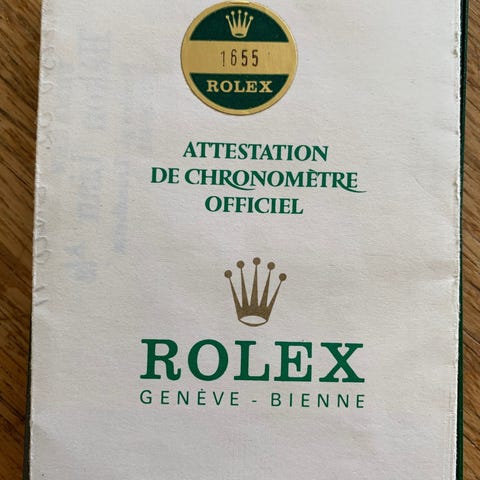 1655
ROLEX
ATTESTATION
DE CHRONOMÈTRE
OFFICIEL
ROLEX
GENÈVE - BIENNE